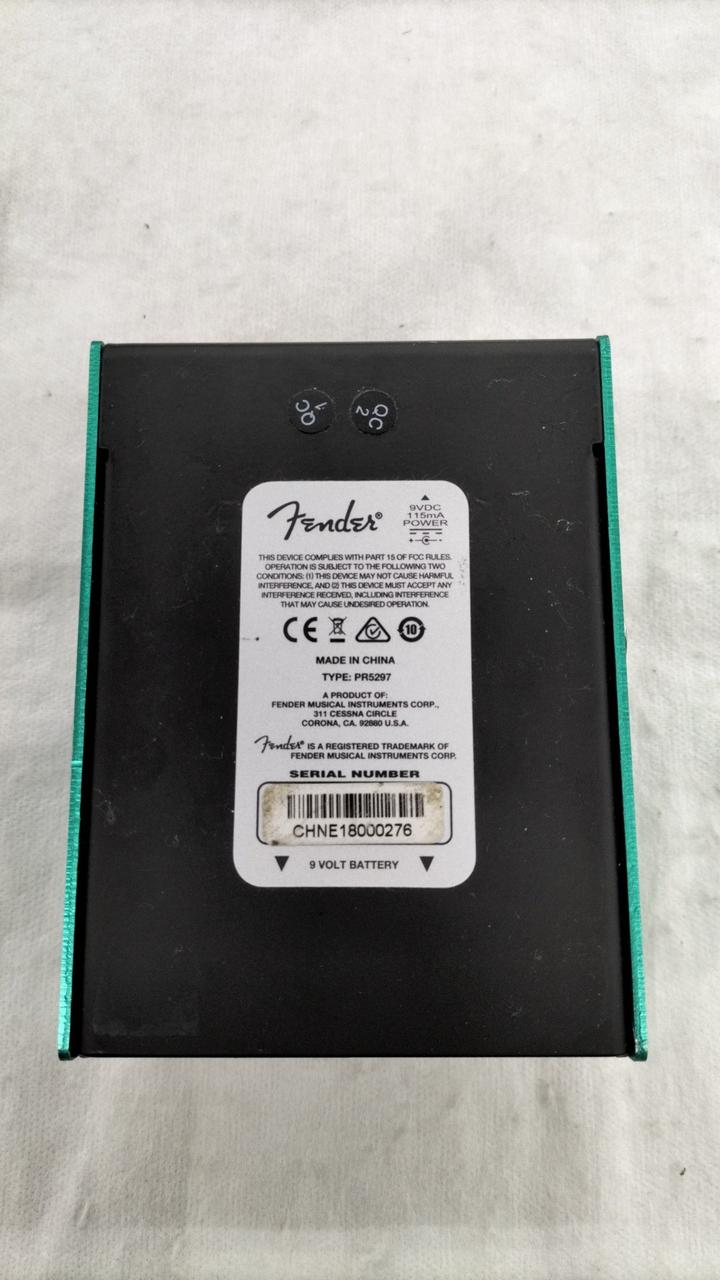 QC 1
QC 2
Fender®
9VDC
115mA
POWER
THIS DEVICE COMPLIES WITH PART 15 OF FCC RULES.
OPERATION IS SUBJECT TO THE FOLLOWING TWO
CONDITIONS: (1) THIS DEVICE MAY NOT CAUSE HARMFUL
INTERFERENCE, AND (2) THIS DEVICE MUST ACCEPT ANY
INTERFERENCE RECEIVED, INCLUDING INTERFERENCE
THAT MAY CAUSE UNDESIRED OPERATION.
CE 10
MADE IN CHINA
TYPE: PR5297
A PRODUCT OF:
FENDER MUSICAL INSTRUMENTS CORP.,
311 CESSNA CIRCLE
CORONA, CA. 92880 U.S.A.
Fender® IS A REGISTERED TRADEMARK OF
FENDER MUSICAL INSTRUMENTS CORP.
SERIAL NUMBER
CHNE18000276
9 VOLT BATTERY